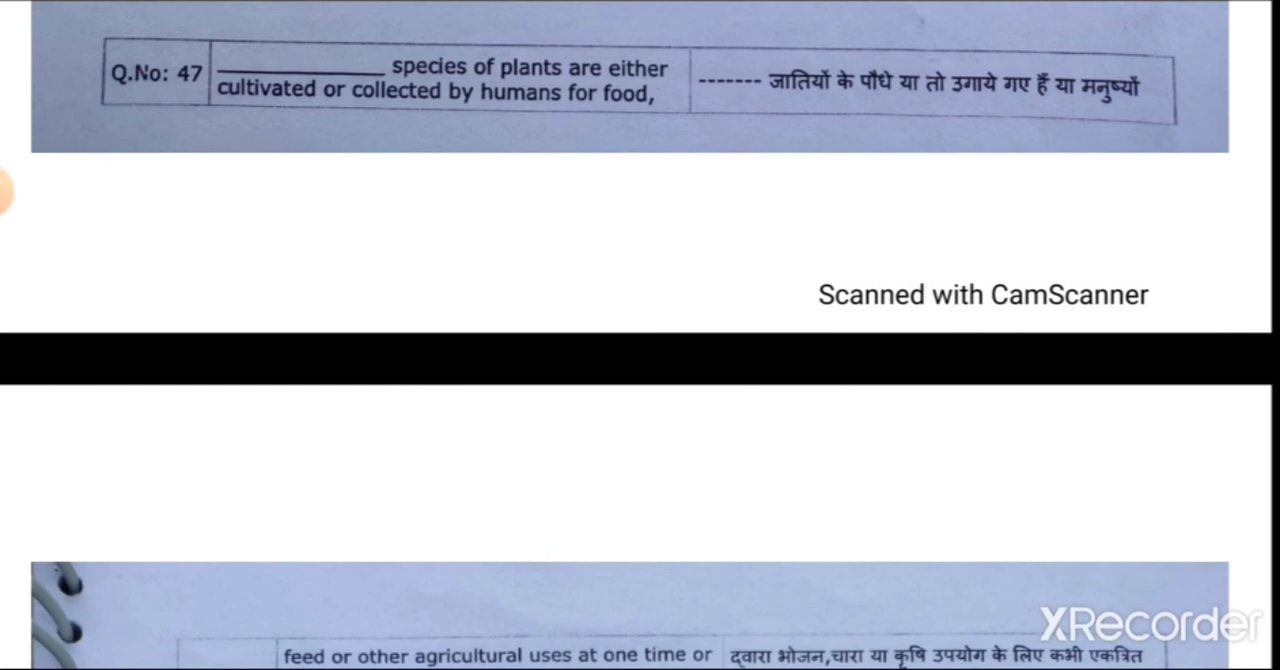 Q.No: 47
__________ species of plants are either
cultivated or collected by humans for food,
------- जातियों के पौधे या तो उगाये गए हैं या मनुष्यों
Scanned with CamScanner
feed or other agricultural uses at one time or
द्वारा भोजन,चारा या कृषि उपयोग के लिए कभी एकत्रित
XRecorder